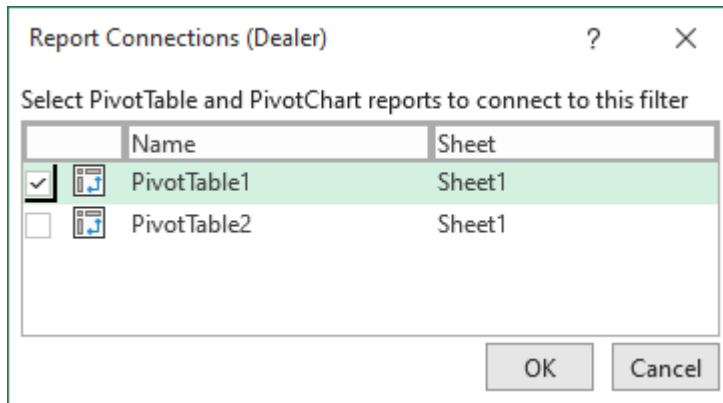 Report Connections (Dealer) ? ×
Select PivotTable and PivotChart reports to connect to this filter
Name Sheet
PivotTable1 Sheet1
PivotTable2 Sheet1
OK Cancel